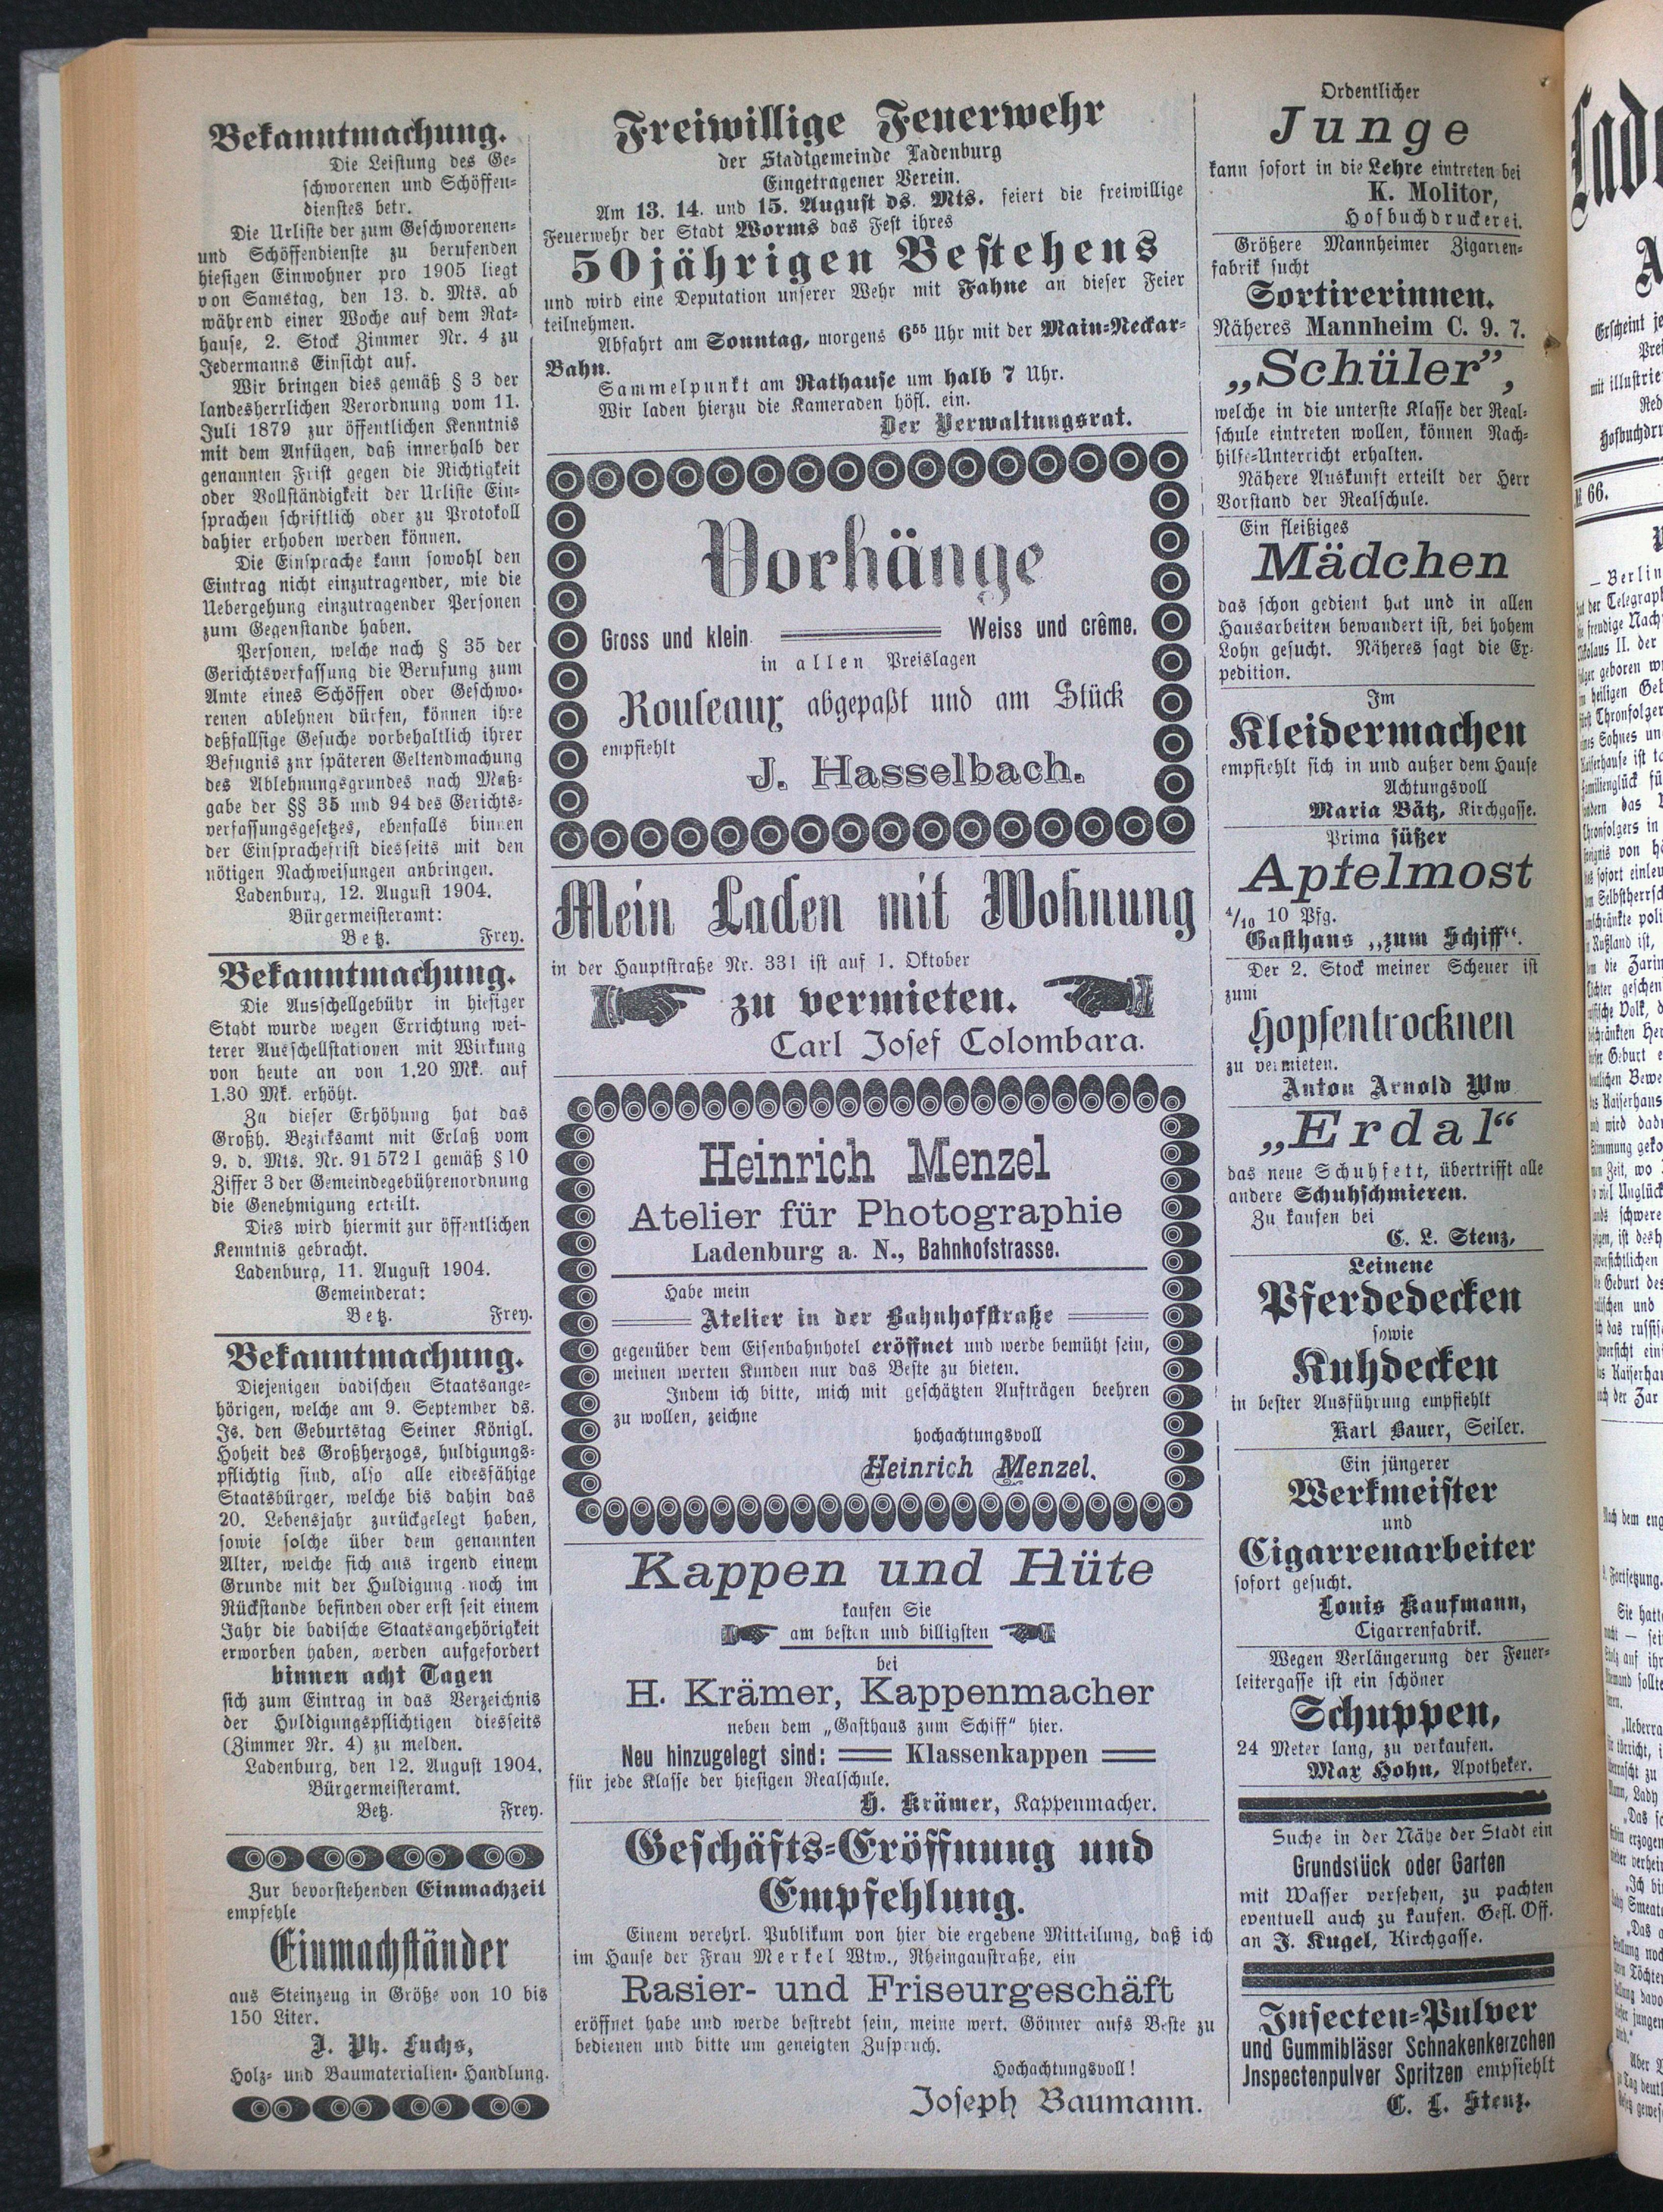 Bekanntmachung.
Die Leistung des Ge-
schworenen und Schöffen-
dienstes betr.
Die Urliste der zum Geschworenen-
und Schöffendienste zu berufenden
hiesigen Einwohner pro 1905 liegt
von Samstag, den 13. d. Mts. ab
während einer Woche auf dem Rat-
hause, 2. Stock Zimmer Nr. 4 zu
Jedermanns Einsicht auf.
Wir bringen dies gemäß § 3 der
landesherrlichen Verordnung vom 11.
Juli 1879 zur öffentlichen Kenntnis
mit dem Anfügen, daß innerhalb der
genannten Frist gegen die Richtigkeit
oder Vollständigkeit der Urliste Ein-
sprachen schriftlich oder zu Protokoll
dahier erhoben werden können.
Die Einsprache kann sowohl den
Eintrag nicht einzutragender, wie die
Uebergehung einzutragender Personen
zum Gegenstande haben.
Personen, welche nach § 35 der
Gerichtsverfassung die Berufung zum
Amte eines Schöffen oder Geschwo-
renen ablehnen dürfen, können ihre
deßfallsige Gesuche vorbehaltlich ihrer
Befugnis zur späteren Geltendmachung
des Ablehnungsgrundes nach Maß-
gabe der §§ 35 und 94 des Gerichts-
verfassungsgesetzes, ebenfalls binnen
der Einsprachefrist diesseits mit den
nötigen Nachweisungen anbringen.
Ladenburg, 12. August 1904.
Bürgermeisteramt:
Betz. Frey.
Bekanntmachung.
Die Ausschellgebühr in hiesiger
Stadt wurde wegen Errichtung wei-
terer Ausschellstationen mit Wirkung
von heute an von 1.20 Mk. auf
1.30 Mk. erhöht.
Zu dieser Erhöhung hat das
Großh. Bezirksamt mit Erlaß vom
9. d. Mts. Nr. 91572 I gemäß § 10
Ziffer 3 der Gemeindegebührenordnung
die Genehmigung erteilt.
Dies wird hiermit zur öffentlichen
Kenntnis gebracht.
Ladenburg, 11. August 1904.
Gemeinderat:
Betz. Frey.
Bekanntmachung.
Diejenigen badischen Staatsange-
hörigen, welche am 9. September ds.
Js. den Geburtstag Seiner Königl.
Hoheit des Großherzogs, huldigungs-
pflichtig sind, also alle eidesfähige
Staatsbürger, welche bis dahin das
20. Lebensjahr zurückgelegt haben,
sowie solche über dem genannten
Alter, welche sich aus irgend einem
Grunde mit der Huldigung noch im
Rückstande befinden oder erst seit einem
Jahr die badische Staatsangehörigkeit
erworben haben, werden aufgefordert
binnen acht Tagen
sich zum Eintrag in das Verzeichnis
der Huldigungspflichtigen diesseits
(Zimmer Nr. 4) zu melden.
Ladenburg, den 12. August 1904.
Bürgermeisteramt.
Betz. Frey.
Zur bevorstehenden Einmachzeit
empfehle
Einmachständer
aus Steinzeug in Größe von 10 bis
150 Liter.
J. Ph. Fuchs,
Holz- und Baumaterialien-Handlung.
Freiwillige Feuerwehr
der Stadtgemeinde Ladenburg
Eingetragener Verein.
Am 13. 14. und 15. August ds. Mts. feiert die freiwillige
Feuerwehr der Stadt Worms das Fest ihres
50jährigen Bestehens
und wird eine Deputation unserer Wehr mit Fahne an dieser Feier
teilnehmen.
Abfahrt am Sonntag, morgens 6⁵⁵ Uhr mit der Main-Neckar-
Bahn.
Sammelpunkt am Rathause um halb 7 Uhr.
Wir laden hierzu die Kameraden höfl. ein.
Der Verwaltungsrat.
Vorhänge
Gross und klein. Weiss und crême.
in allen Preislagen
Rouleaux abgepaßt und am Stück
empfiehlt
J. Hasselbach.
Mein Laden mit Wohnung
in der Hauptstraße Nr. 331 ist auf 1. Oktober
zu vermieten.
Carl Josef Colombara.
Heinrich Menzel
Atelier für Photographie
Ladenburg a. N., Bahnhofstrasse.
Habe mein
Atelier in der Bahnhofstraße
gegenüber dem Eisenbahnhotel eröffnet und werde bemüht sein,
meinen werten Kunden nur das Beste zu bieten.
Indem ich bitte, mich mit geschätzten Aufträgen beehren
zu wollen, zeichne
hochachtungsvoll
Heinrich Menzel.
Kappen und Hüte
kaufen Sie
am besten und billigsten
bei
H. Krämer, Kappenmacher
neben dem „Gasthaus zum Schiff“ hier.
Neu hinzugelegt sind: Klassenkappen
für jede Klasse der hiesigen Realschule.
H. Krämer, Kappenmacher.
Geschäfts-Eröffnung und
Empfehlung.
Einem verehrl. Publikum von hier die ergebene Mitteilung, daß ich
im Hause der Frau Merkel Wtw., Rheingaustraße, ein
Rasier- und Friseurgeschäft
eröffnet habe und werde bestrebt sein, meine wert. Gönner aufs Beste zu
bedienen und bitte um geneigten Zuspruch.
Hochachtungsvoll!
Joseph Baumann.
Ordentlicher
Junge
kann sofort in die Lehre eintreten bei
K. Molitor,
Hofbuchdruckerei.
Größere Mannheimer Zigarren-
fabrik sucht
Sortirerinnen.
Näheres Mannheim C. 9. 7.
„Schüler”,
welche in die unterste Klasse der Real-
schule eintreten wollen, können Nach-
hilfe-Unterricht erhalten.
Nähere Auskunft erteilt der Herr
Vorstand der Realschule.
Ein fleißiges
Mädchen
das schon gedient hat und in allen
Hausarbeiten bewandert ist, bei hohem
Lohn gesucht. Näheres sagt die Ex-
pedition.
Im
Kleidermachen
empfiehlt sich in und außer dem Hause
Achtungsvoll
Maria Bätz, Kirchgasse.
Prima süßer
Apfelmost
4/10 10 Pfg.
Gasthaus „zum Schiff“.
Der 2. Stock meiner Scheuer ist
zum
Hopfentrocknen
zu vermieten.
Anton Arnold Ww
„Erdal“
das neue Schuhfett, übertrifft alle
andere Schuhschmieren.
Zu kaufen bei
C. L. Stenz,
Leinene
Pferdedecken
sowie
Kuhdecken
in bester Ausführung empfiehlt
Karl Bauer, Seiler.
Ein jüngerer
Werkmeister
und
Cigarrenarbeiter
sofort gesucht.
Louis Kaufmann,
Cigarrenfabrik.
Wegen Verlängerung der Feuer-
leitergasse ist ein schöner
Schuppen,
24 Meter lang, zu verkaufen.
Max Hohn, Apotheker.
Suche in der Nähe der Stadt ein
Grundstück oder Garten
mit Wasser versehen, zu pachten
eventuell auch zu kaufen. Gefl. Off.
an J. Kugel, Kirchgasse.
Insecten-Pulver
und Gummibläser Schnakenkerzchen
Jnspectenpulver Spritzen empfiehlt
C. L. Stenz.
Erscheint
mit
№ 66.
— Berlin
Nikolaus II. der